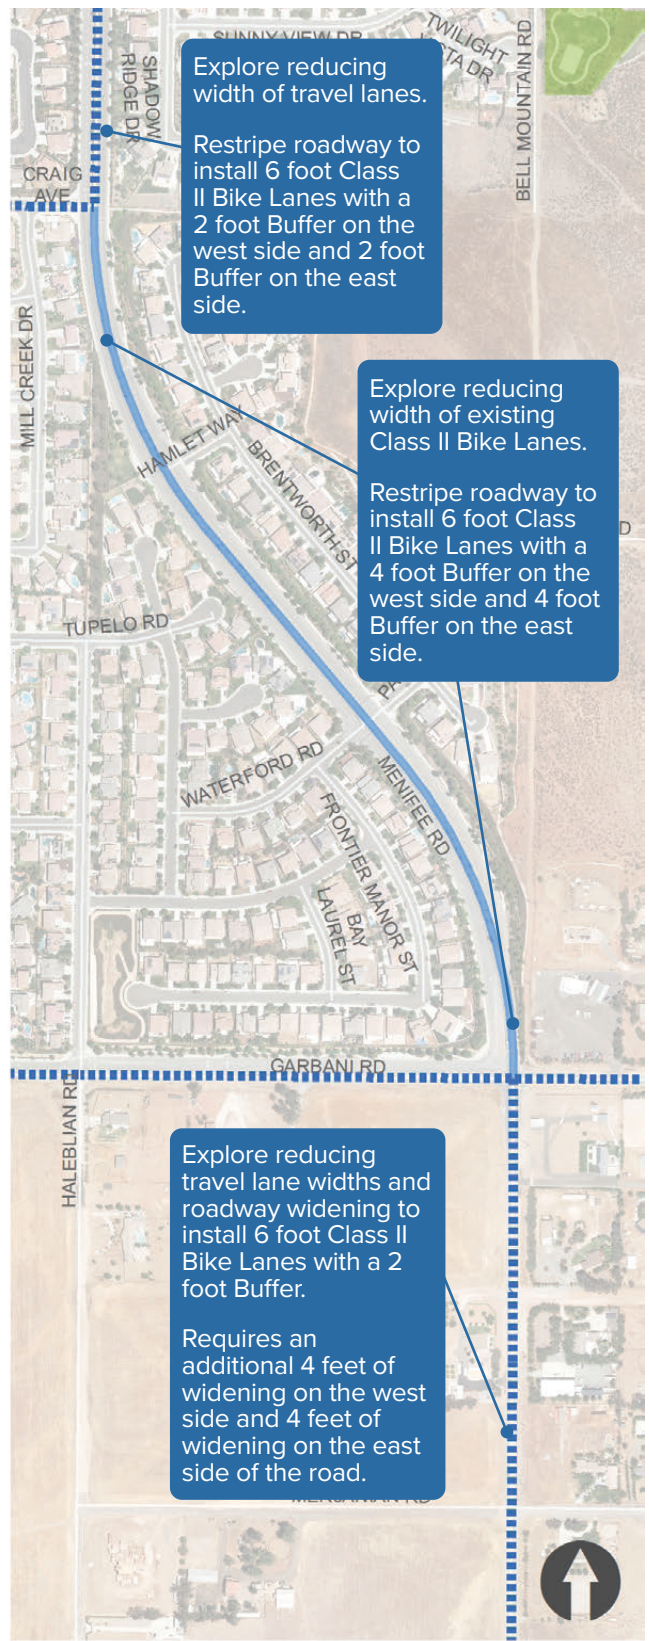 SUNNY VIEW DR
TWILIGHT
VISTA DR
SHADOW
RIDGE DR
BELL MOUNTAIN RD
Explore reducing
width of travel lanes.
Restripe roadway to
install 6 foot Class
II Bike Lanes with a
2 foot Buffer on the
west side and 2 foot
Buffer on the east
side.
CRAIG
AVE
MILL CREEK DR
HAMLET WAY
BRENTWORTH ST
Explore reducing
width of existing
Class II Bike Lanes.
Restripe roadway to
install 6 foot Class
II Bike Lanes with a
4 foot Buffer on the
west side and 4 foot
Buffer on the east
side.
D
TUPELO RD
WATERFORD RD
MENIFEE RD
FRONTIER MANOR ST
BAY
LAUREL ST
GARBANI RD
HALEBLIAN RD
Explore reducing
travel lane widths and
roadway widening to
install 6 foot Class II
Bike Lanes with a 2
foot Buffer.
Requires an
additional 4 feet of
widening on the west
side and 4 feet of
widening on the east
side of the road.